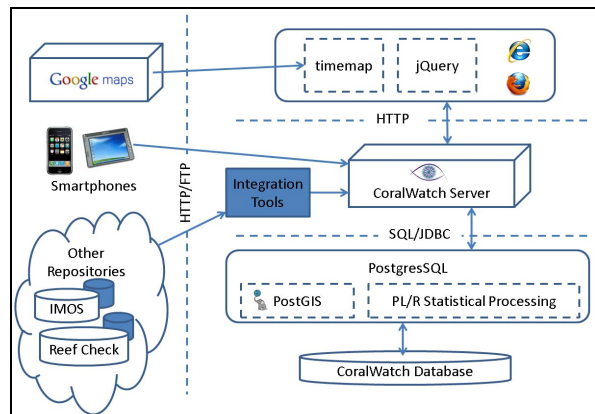 Google maps
timemap
jQuery
HTTP
Smartphones
HTTP/FTP
Integration
Tools
CoralWatch Server
SQL/JDBC
Other
Repositories
IMOS
Reef Check
PostgresSQL
PostGIS
PL/R Statistical Processing
CoralWatch Database